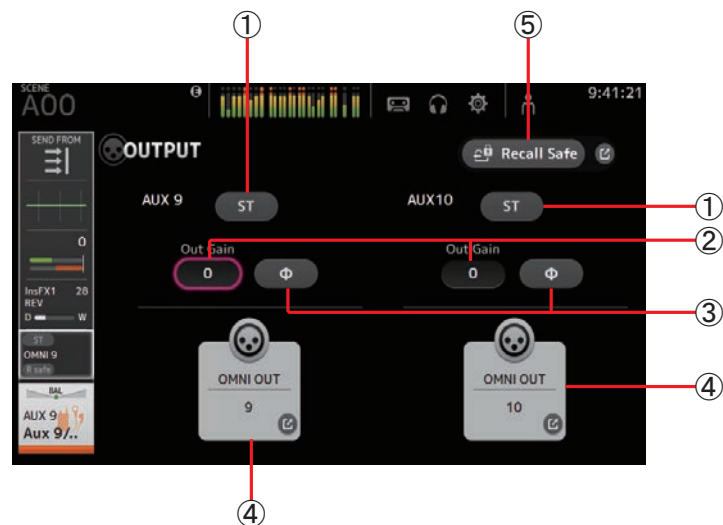 ① ⑤
SCENE
A00
E
9:41:21
SEND FROM
OUTPUT
Recall Safe
AUX 9 ST
AUX10 ST ①
②
0
Out Gain Out Gain
0 Φ 0 Φ
③
InsFX1 28
REV
D W
ST
OMNI 9
R safe
OMNI OUT
9
OMNI OUT
10
④
BAL
AUX 9
Aux 9/..
④